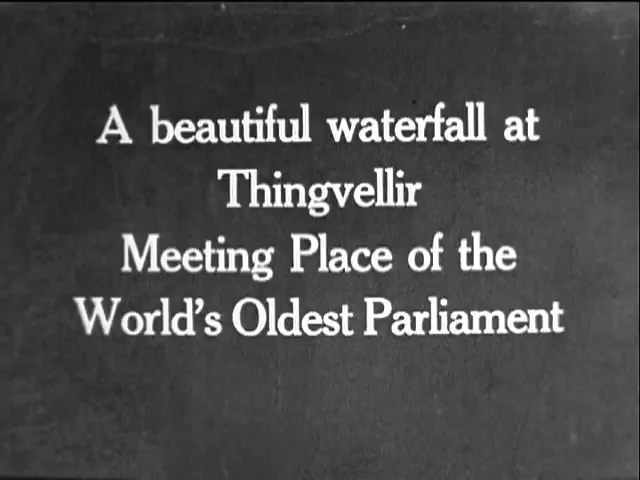 A beautiful waterfall at
Thingvellir
Meeting Place of the
World's Oldest Parliament